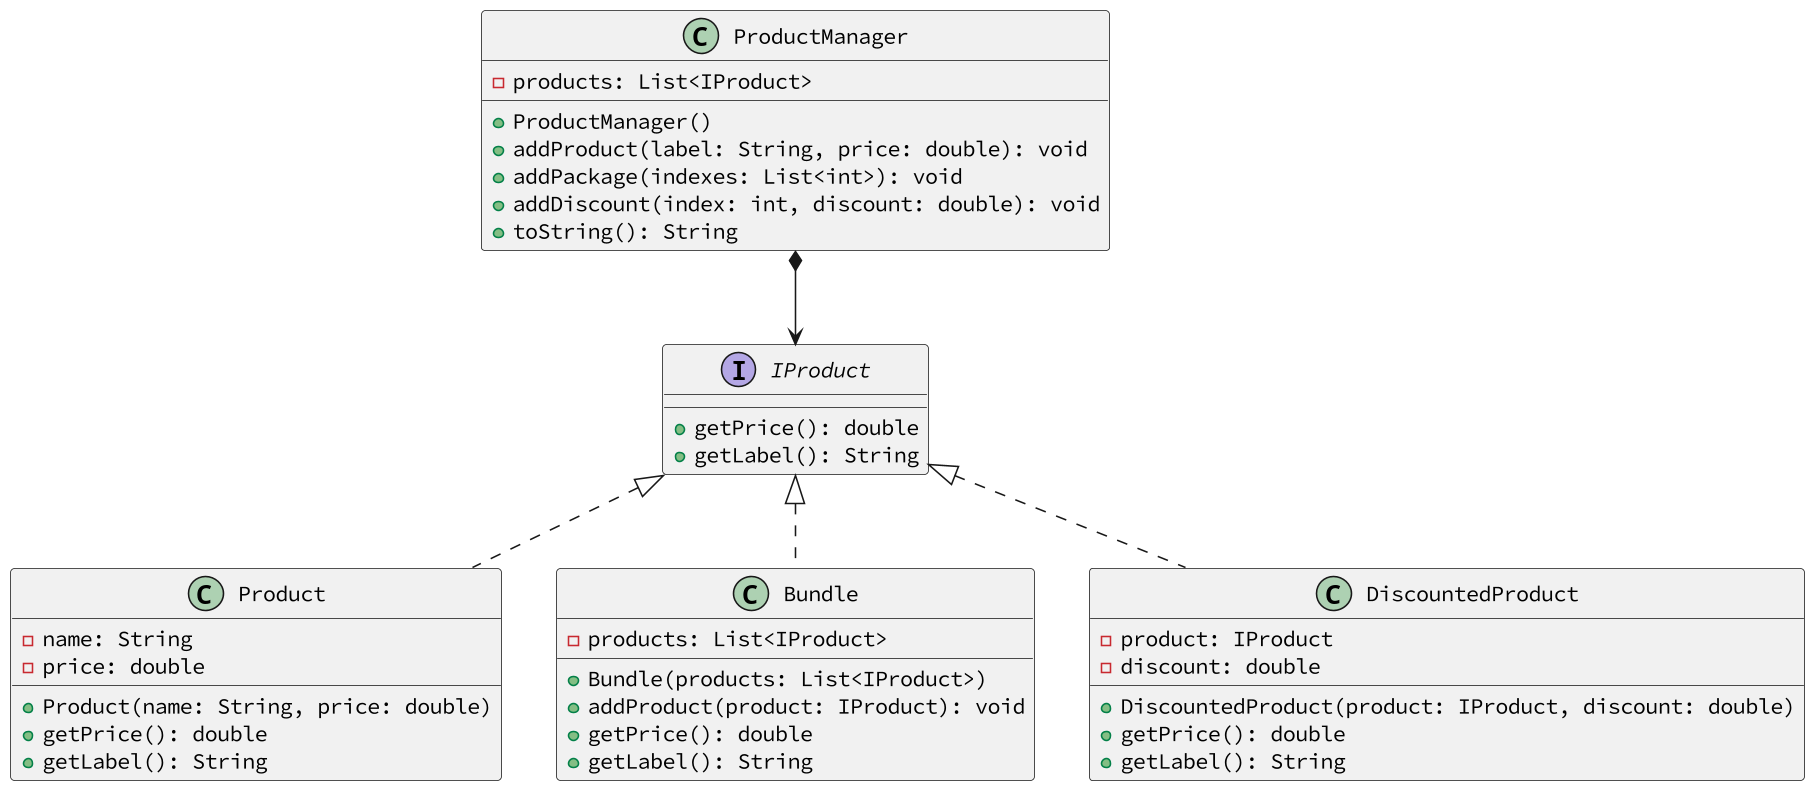 C ProductManager
products: List<IProduct>
ProductManager()
addProduct(label: String, price: double): void
addPackage(indexes: List<int>): void
addDiscount(index: int, discount: double): void
toString(): String
I IProduct
getPrice(): double
getLabel(): String
C Product
name: String
price: double
Product(name: String, price: double)
getPrice(): double
getLabel(): String
C Bundle
products: List<IProduct>
Bundle(products: List<IProduct>)
addProduct(product: IProduct): void
getPrice(): double
getLabel(): String
C DiscountedProduct
product: IProduct
discount: double
DiscountedProduct(product: IProduct, discount: double)
getPrice(): double
getLabel(): String